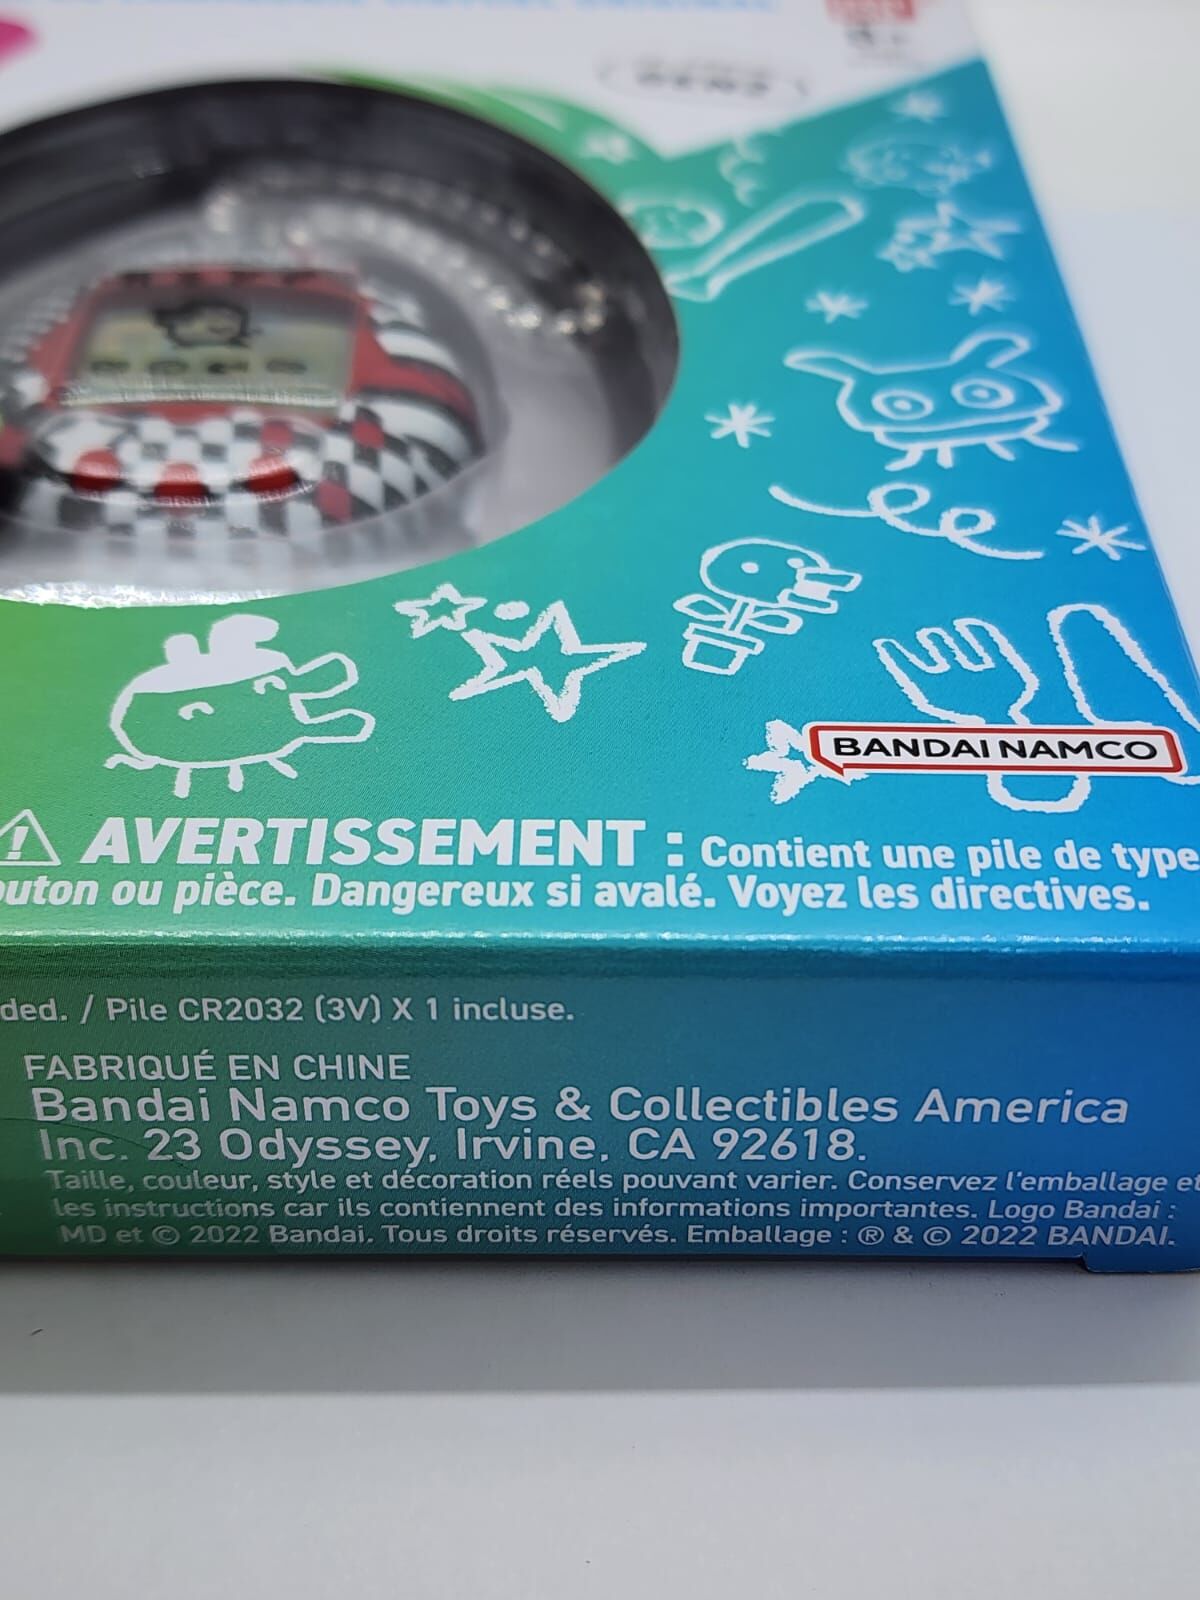 BANDAI NAMCO
AVERTISSEMENT : Contient une pile de type
ou pièce. Dangereux si avalé. Voyez les directives.
/ Pile CR2032 (3V) X 1 incluse.
FABRIQUÉ EN CHINE
Bandai Namco Toys & Collectibles America
Inc. 23 Odyssey, Irvine, CA 92618.
Taille, couleur, style et décoration réels pouvant varier. Conservez l'emballage et
les instructions car ils contiennent des informations importantes. Logo Bandai :
MD et © 2022 Bandai. Tous droits réservés. Emballage : ® & © 2022 BANDAI.